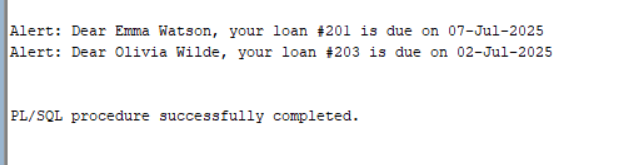 Alert: Dear Emma Watson, your loan #201 is due on 07-Jul-2025
Alert: Dear Olivia Wilde, your loan #203 is due on 02-Jul-2025
PL/SQL procedure successfully completed.